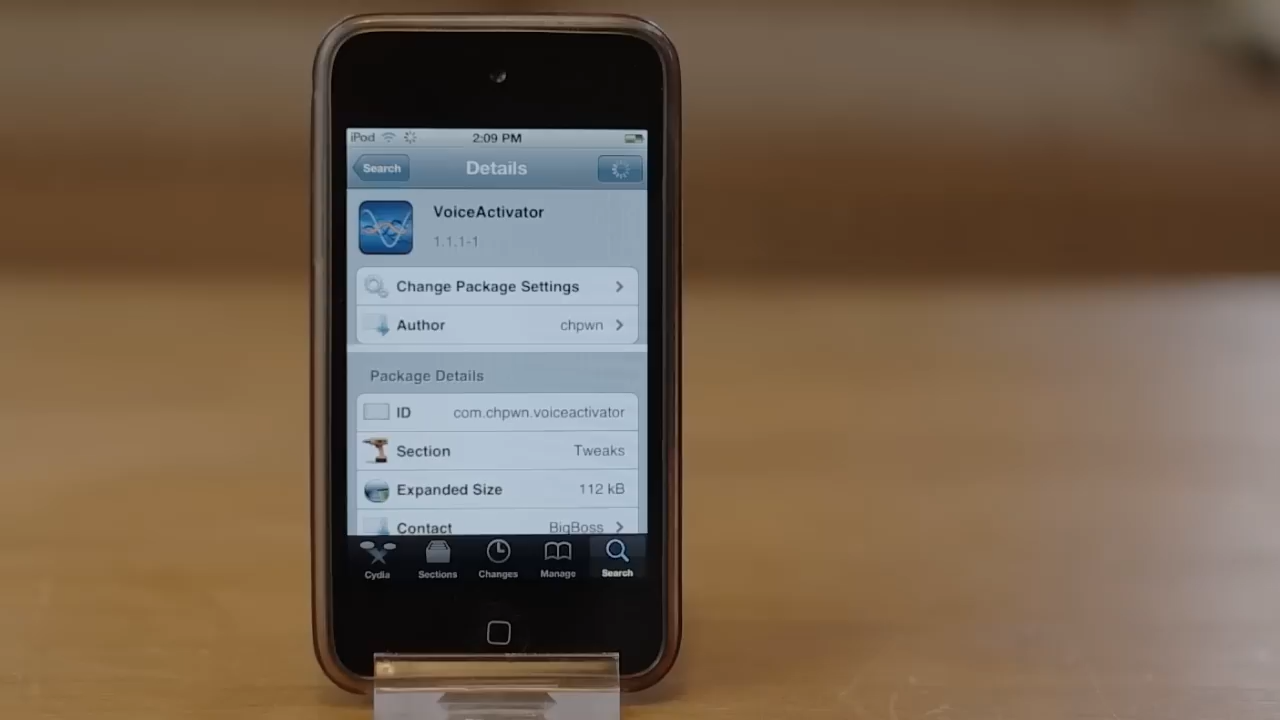 iPod 2:09 PM
Search Details
VoiceActivator
1.1.1-1
Change Package Settings
Author chpwn
Package Details
ID com.chpwn.voiceactivator
Section Tweaks
Expanded Size 112 kB
Contact BigBoss
Cydia Sections Changes Manage Search